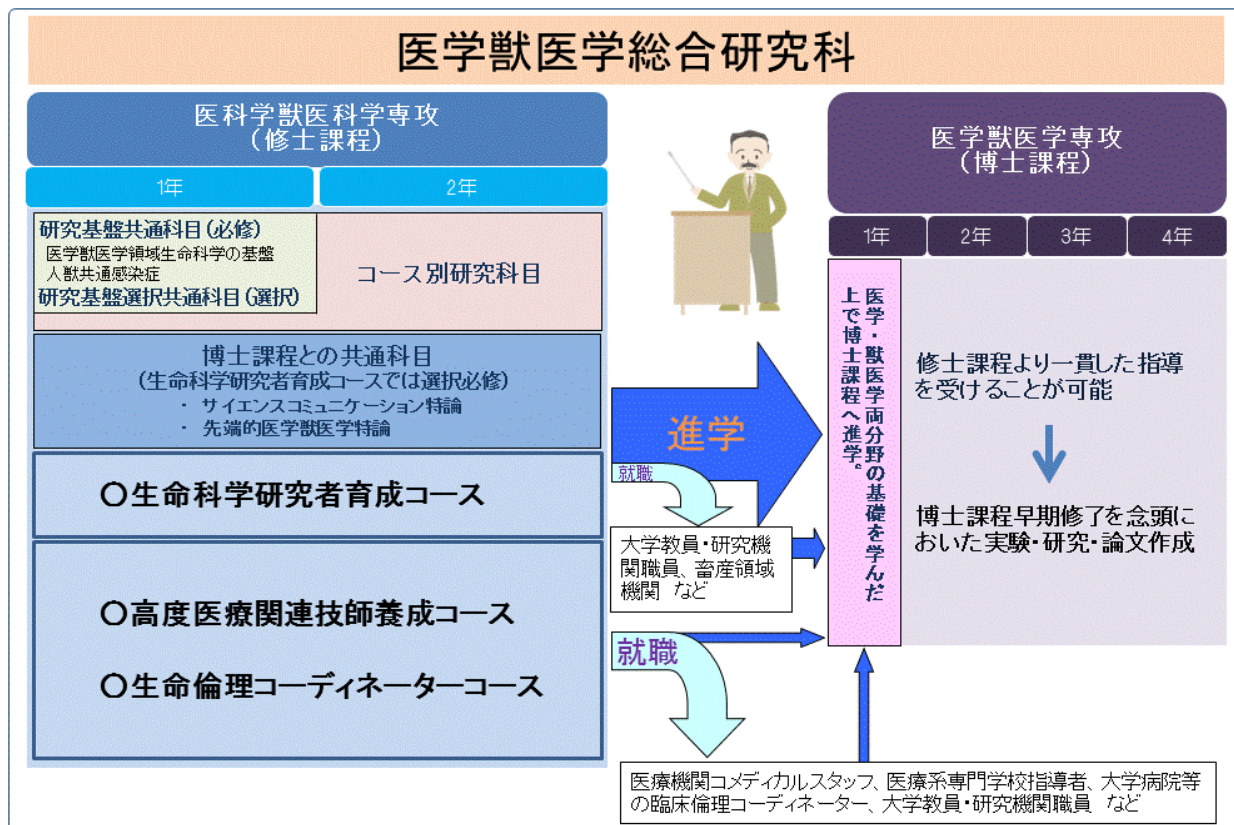 医学獣医学総合研究科
医科学獣医科学専攻
(修士課程)
1年
2年
研究基盤共通科目(必修)
医学獣医学領域生命科学の基盤
人獣共通感染症
研究基盤選択共通科目(選択)
コース別研究科目
博士課程との共通科目
(生命科学研究者育成コースでは選択必修)
・ サイエンスコミュニケーション特論
・ 先端的医学獣医学特論
〇生命科学研究者育成コース
〇高度医療関連技師養成コース
〇生命倫理コーディネーターコース
進学
就職
大学教員・研究機
関職員、畜産領域
機関 など
就職
医療機関コメディカルスタッフ、医療系専門学校指導者、大学病院等
の臨床倫理コーディネーター、大学教員・研究機関職員 など
医学獣医学専攻
(博士課程)
1年
2年
3年
4年
医学・獣医学両分野の基礎を学んだ
上で博士課程へ進学。
修士課程より一貫した指導
を受けることが可能
博士課程早期修了を念頭に
おいた実験・研究・論文作成